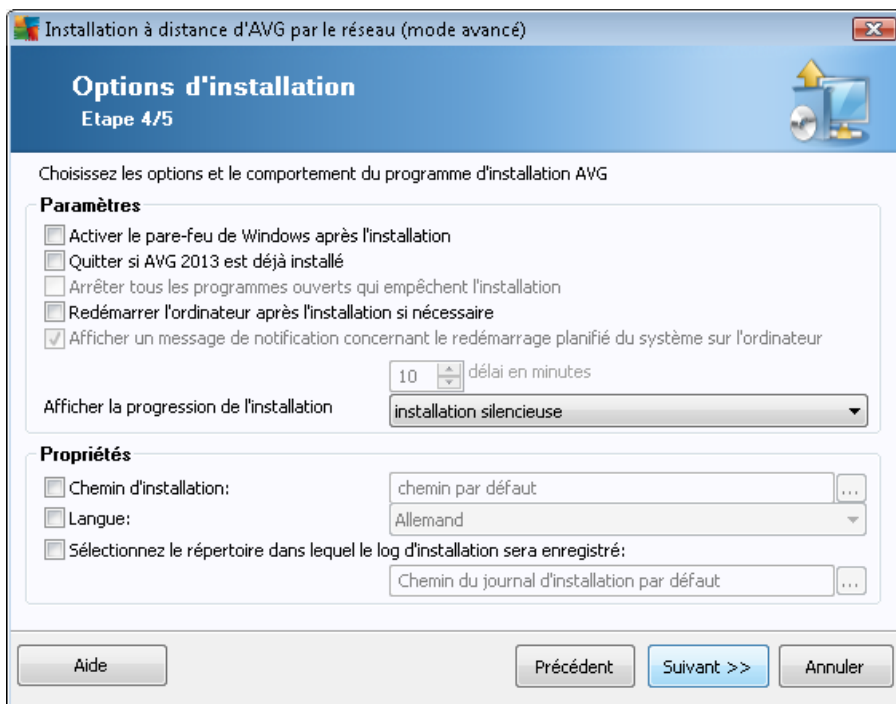 Installation à distance d'AVG par le réseau (mode avancé)
Options d'installation
Etape 4/5
Choisissez les options et le comportement du programme d'installation AVG
Paramètres
Activer le pare-feu de Windows après l'installation
Quitter si AVG 2013 est déjà installé
Arrêter tous les programmes ouverts qui empêchent l'installation
Redémarrer l'ordinateur après l'installation si nécessaire
Afficher un message de notification concernant le redémarrage planifié du système sur l'ordinateur
10 délai en minutes
Afficher la progression de l'installation installation silencieuse
Propriétés
Chemin d'installation: chemin par défaut ...
Langue: Allemand
Sélectionnez le répertoire dans lequel le log d'installation sera enregistré:
Chemin du journal d'installation par défaut ...
Aide Précédent Suivant >> Annuler